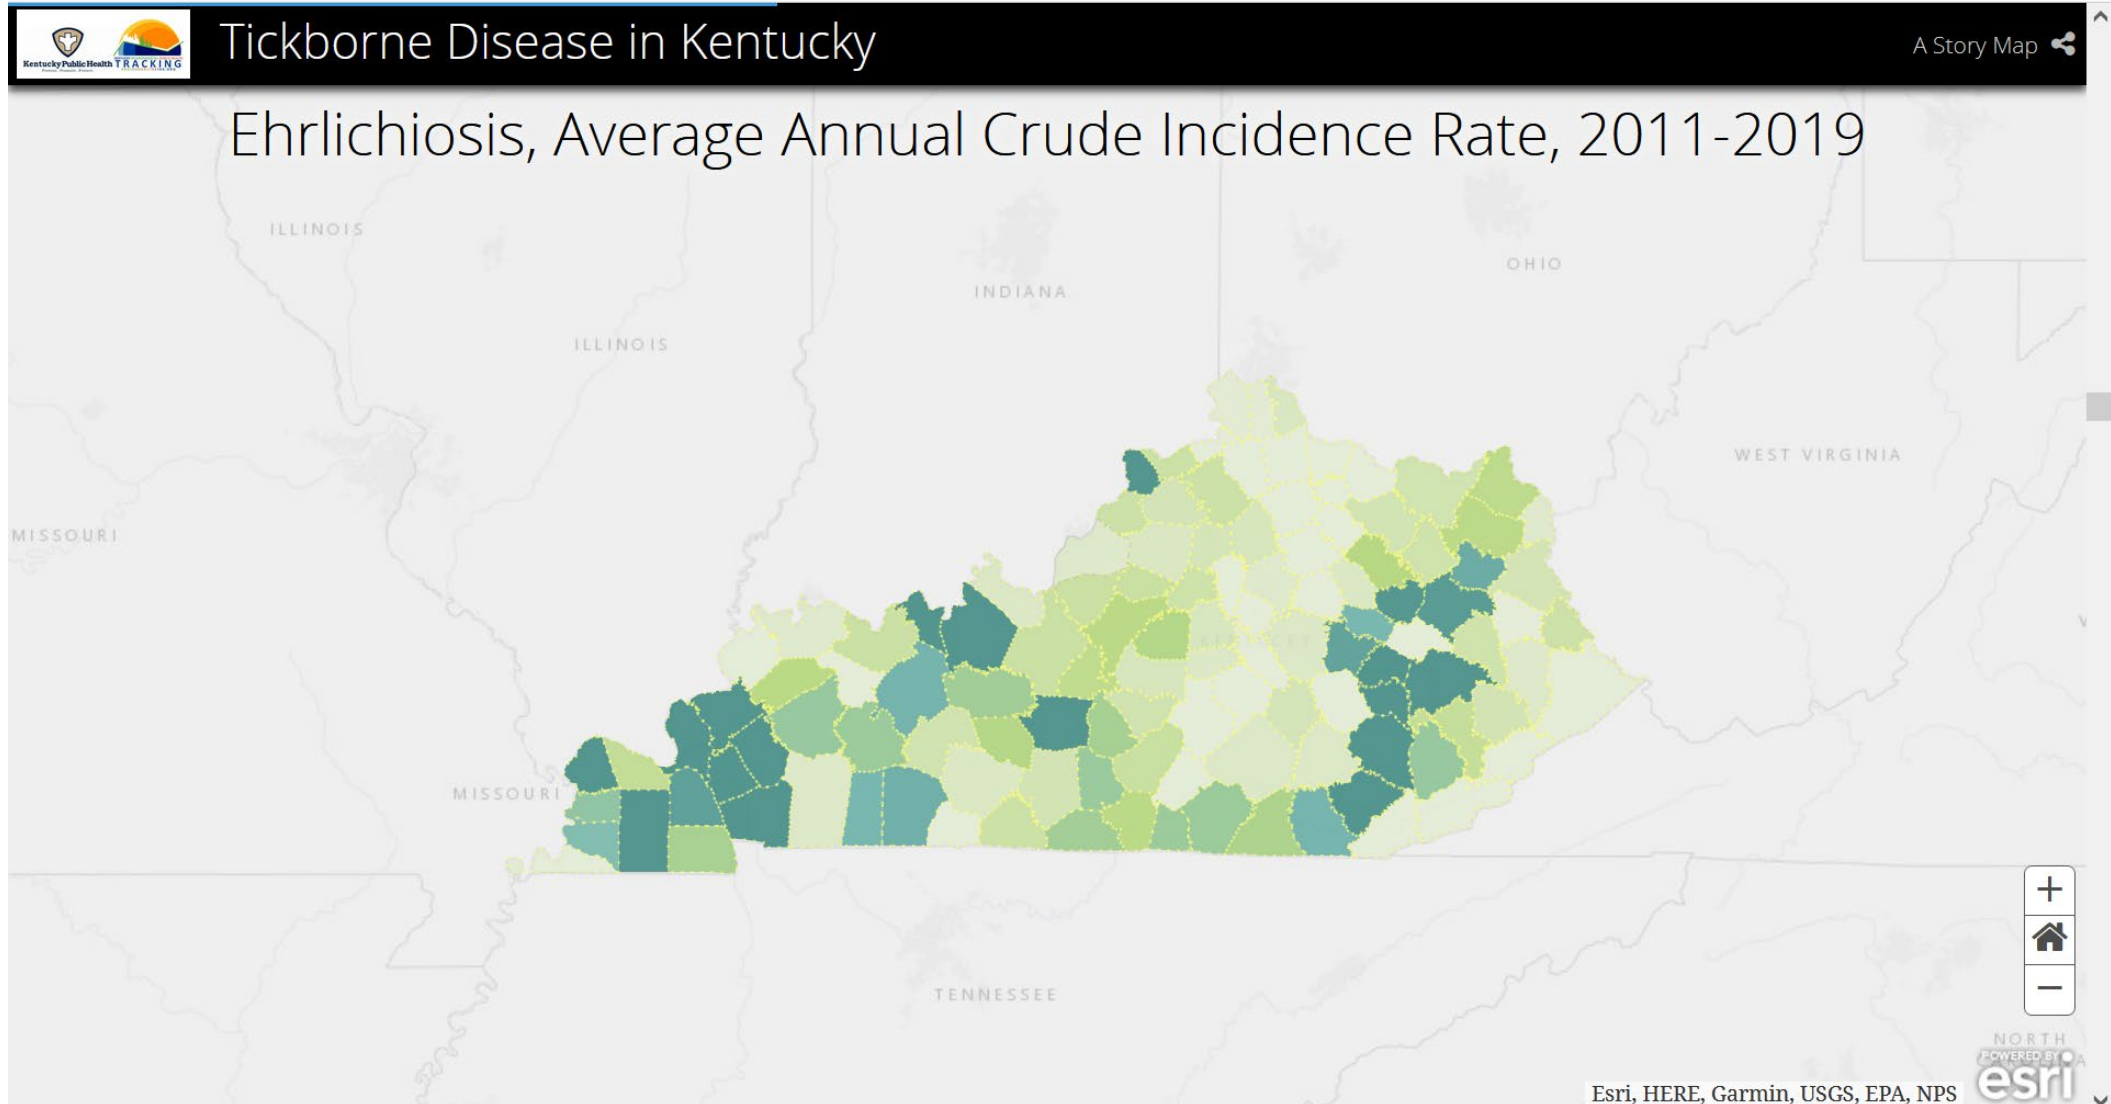 Kentucky Public Health
TRACKING
Tickborne Disease in Kentucky
A Story Map
Ehrlichiosis, Average Annual Crude Incidence Rate, 2011-2019
ILLINOIS
OHIO
INDIANA
ILLINOIS
WEST VIRGINIA
MISSOURI
KENTUCKY
MISSOURI
TENNESSEE
NORTH
POWERED BY
esri
Esri, HERE, Garmin, USGS, EPA, NPS